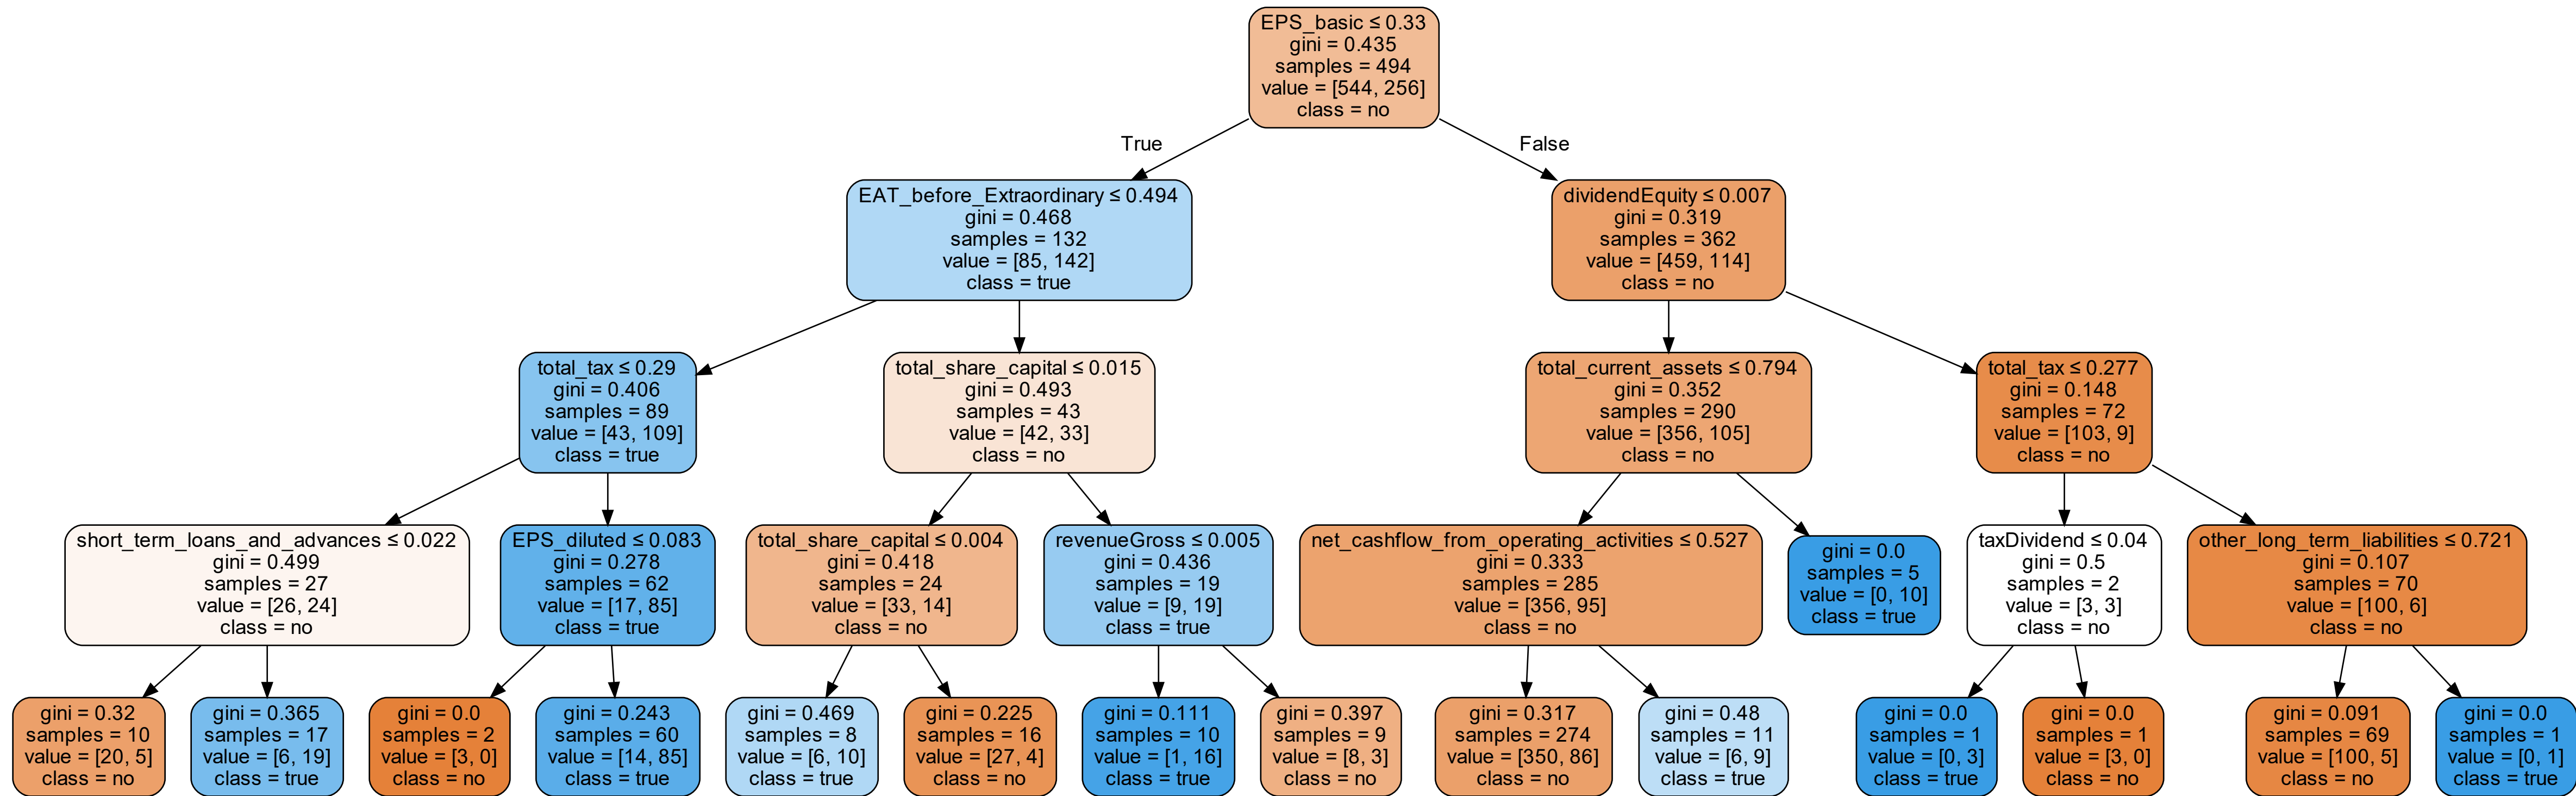 EPS_basic ≤ 0.33
gini = 0.435
samples = 494
value = [544, 256]
class = no
True
False
EAT_before_Extraordinary ≤ 0.494
gini = 0.468
samples = 132
value = [85, 142]
class = true
dividendEquity ≤ 0.007
gini = 0.319
samples = 362
value = [459, 114]
class = no
total_tax ≤ 0.29
gini = 0.406
samples = 89
value = [43, 109]
class = true
total_share_capital ≤ 0.015
gini = 0.493
samples = 43
value = [42, 33]
class = no
total_current_assets ≤ 0.794
gini = 0.352
samples = 290
value = [356, 105]
class = no
total_tax ≤ 0.277
gini = 0.148
samples = 72
value = [103, 9]
class = no
short_term_loans_and_advances ≤ 0.022
gini = 0.499
samples = 27
value = [26, 24]
class = no
EPS_diluted ≤ 0.083
gini = 0.278
samples = 62
value = [17, 85]
class = true
total_share_capital ≤ 0.004
gini = 0.418
samples = 24
value = [33, 14]
class = no
revenueGross ≤ 0.005
gini = 0.436
samples = 19
value = [9, 19]
class = true
net_cashflow_from_operating_activities ≤ 0.527
gini = 0.333
samples = 285
value = [356, 95]
class = no
gini = 0.0
samples = 5
value = [0, 10]
class = true
taxDividend ≤ 0.04
gini = 0.5
samples = 2
value = [3, 3]
class = no
other_long_term_liabilities ≤ 0.721
gini = 0.107
samples = 70
value = [100, 6]
class = no
gini = 0.32
samples = 10
value = [20, 5]
class = no
gini = 0.365
samples = 17
value = [6, 19]
class = true
gini = 0.0
samples = 2
value = [3, 0]
class = no
gini = 0.243
samples = 60
value = [14, 85]
class = true
gini = 0.469
samples = 8
value = [6, 10]
class = true
gini = 0.225
samples = 16
value = [27, 4]
class = no
gini = 0.111
samples = 10
value = [1, 16]
class = true
gini = 0.397
samples = 9
value = [8, 3]
class = no
gini = 0.317
samples = 274
value = [350, 86]
class = no
gini = 0.48
samples = 11
value = [6, 9]
class = true
gini = 0.0
samples = 1
value = [0, 3]
class = true
gini = 0.0
samples = 1
value = [3, 0]
class = no
gini = 0.091
samples = 69
value = [100, 5]
class = no
gini = 0.0
samples = 1
value = [0, 1]
class = true